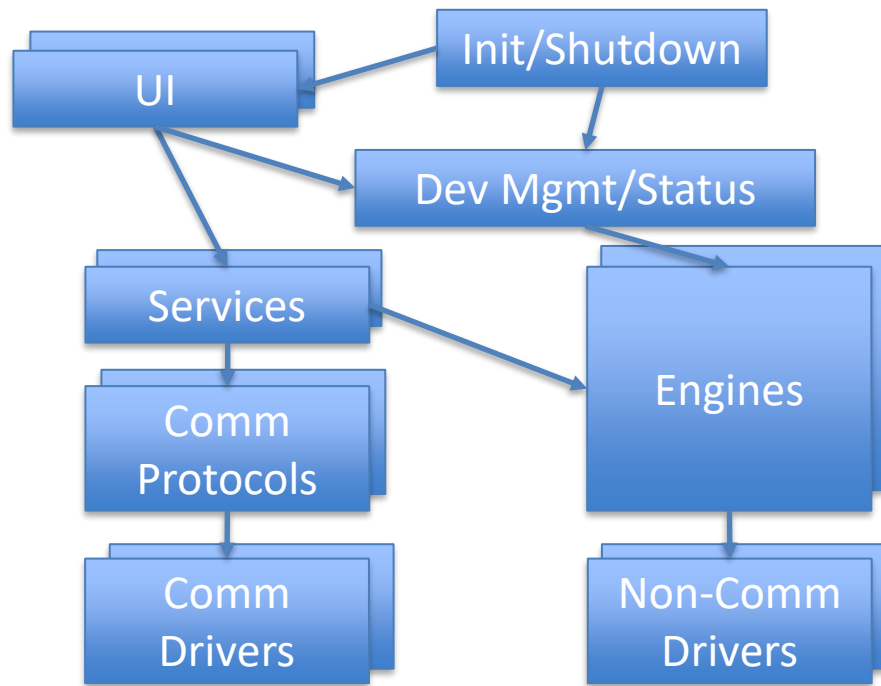 Init/Shutdown
UI
Dev Mgmt/Status
Services
Engines
Comm
Protocols
Comm
Drivers
Non-Comm
Drivers